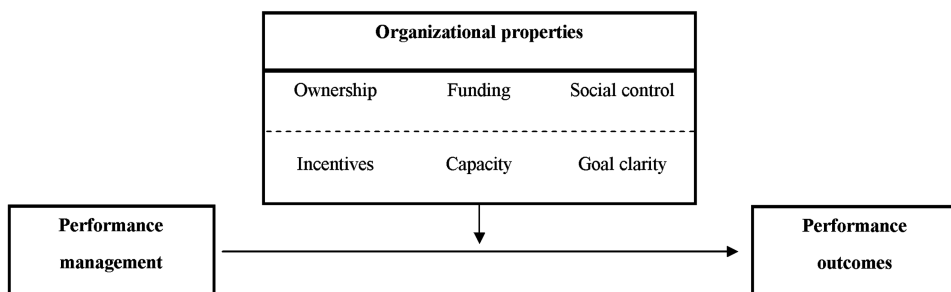 Organizational properties
Ownership Funding Social control
Incentives Capacity Goal clarity
Performance management
Performance outcomes